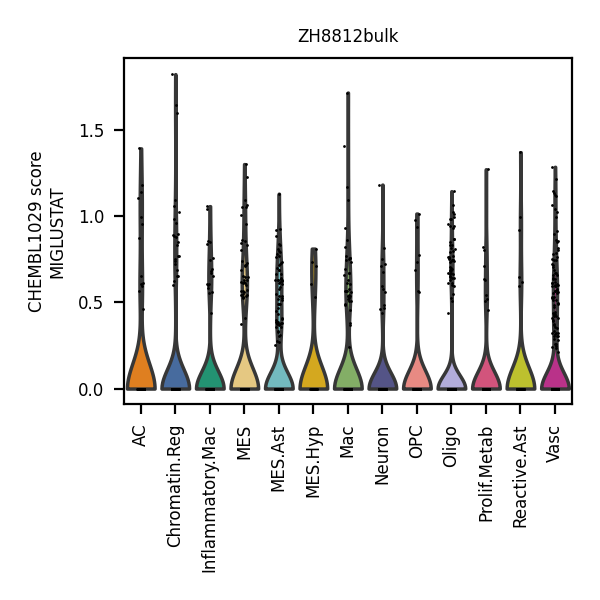 ZH8812bulk
CHEMBL1029 score
MIGLUSTAT
1.5
1.0
0.5
0.0
AC
Chromatin.Reg
Inflammatory.Mac
MES
MES.Ast
MES.Hyp
Mac
Neuron
OPC
Oligo
Prolif.Metab
Reactive.Ast
Vasc